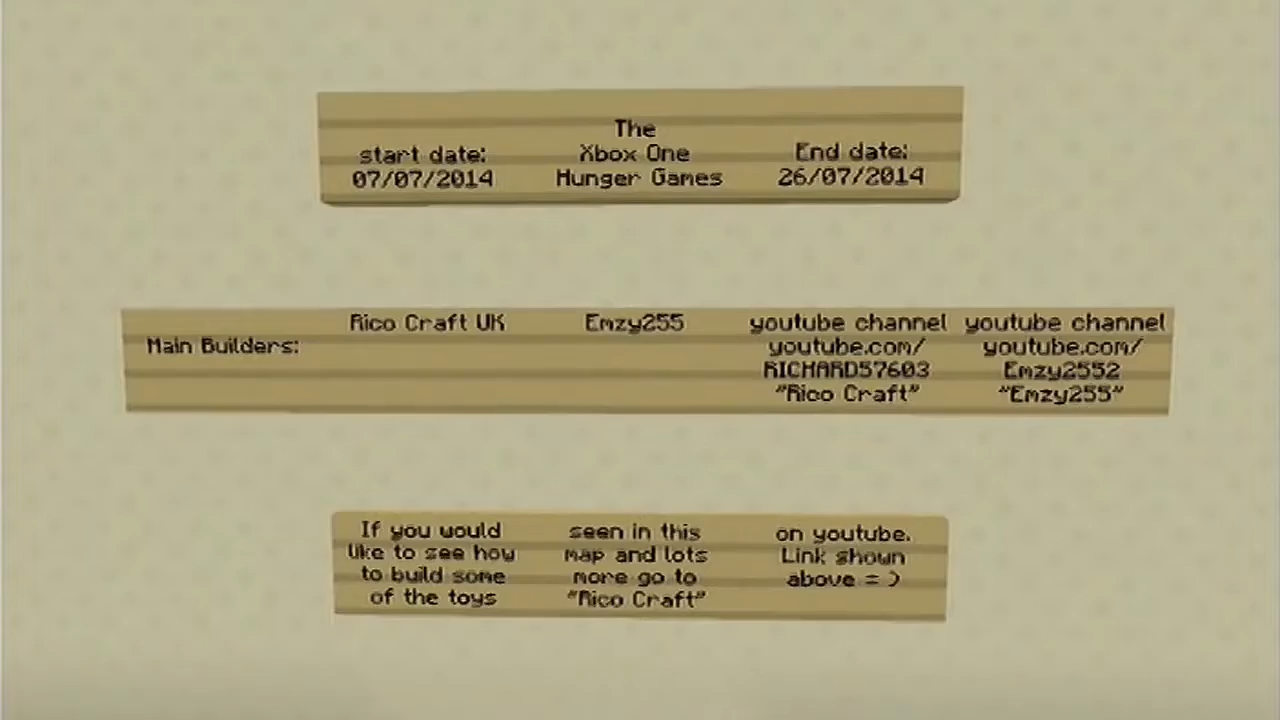 The
start date: Xbox One End date:
07/07/2014 Hunger Games 26/07/2014
Rico Craft UK Emzy255 youtube channel youtube channel
Main Builders: youtube.com/ youtube.com/
RICHARD57603 Emzy2552
"Rico Craft" "Emzy255"
If you would seen in this on youtube.
like to see how map and lots Link shown
to build some more go to above = )
of the toys "Rico Craft"